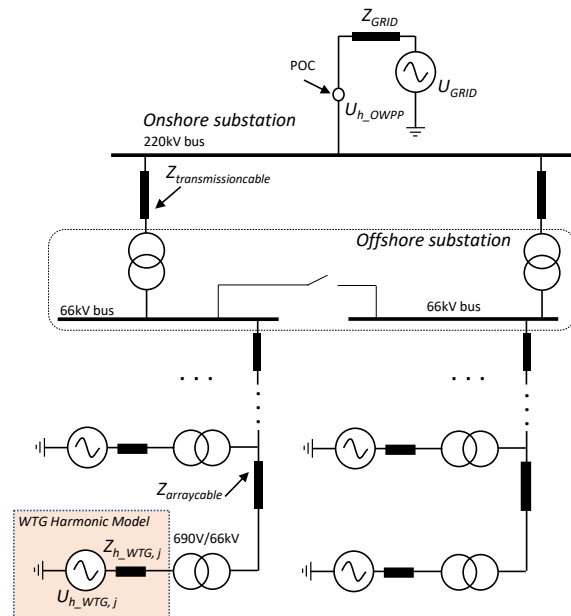 Z_GRID
POC
U_GRID
U_h_OWPP
Onshore substation
220kV bus
Z_transmissioncable
Offshore substation
66kV bus
66kV bus
. . .
. . .
Z_arraycable
WTG Harmonic Model
690V/66kV
Z_h_WTG, j
U_h_WTG, j